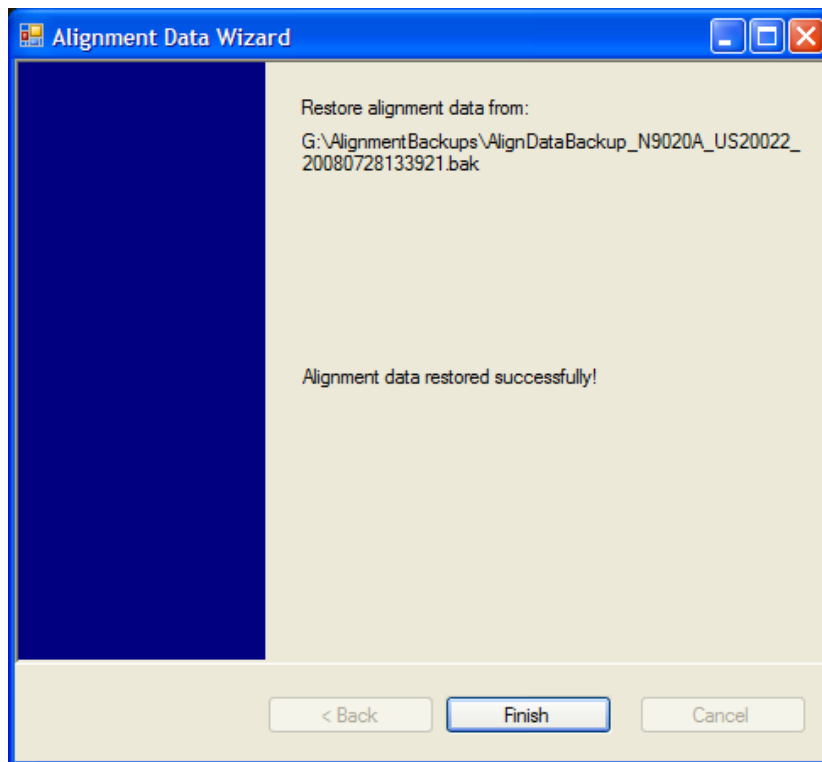 Alignment Data Wizard
Restore alignment data from:
G:\AlignmentBackups\AlignDataBackup_N9020A_US20022_
20080728133921.bak
Alignment data restored successfully!
< Back Finish Cancel